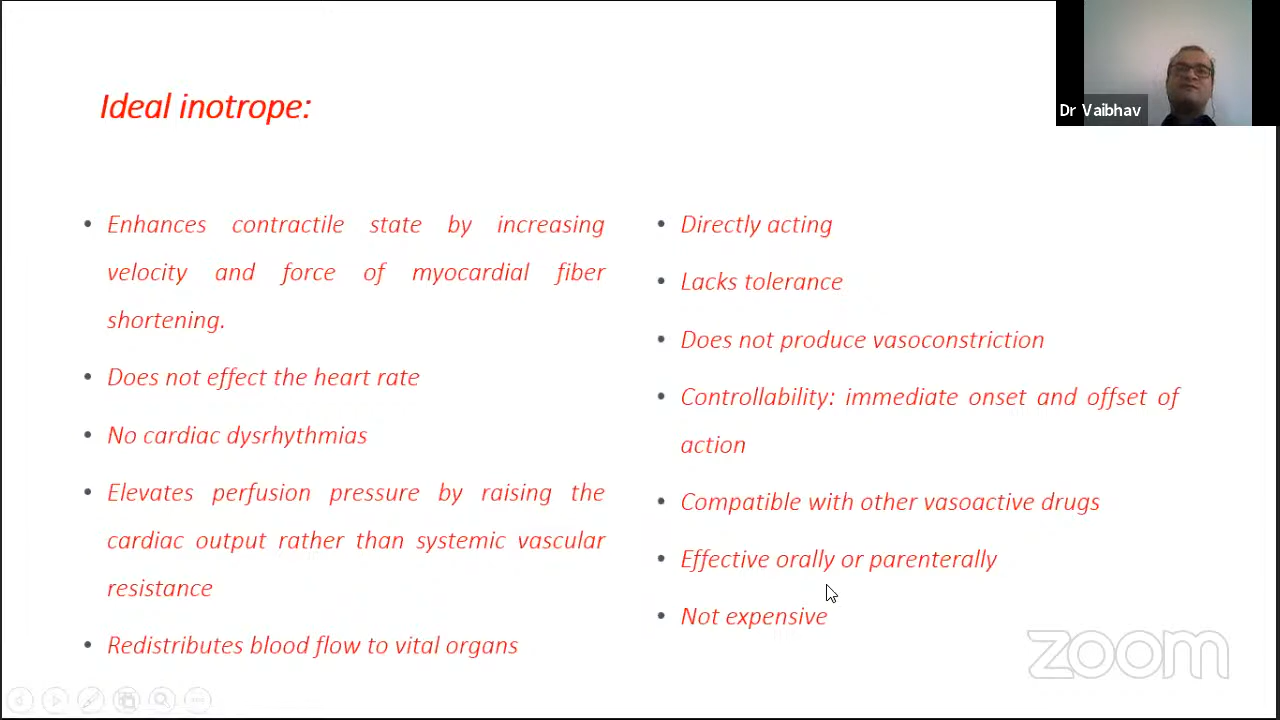 Ideal inotrope:
Dr Vaibhav
• Enhances contractile state by increasing
velocity and force of myocardial fiber
shortening.
• Does not effect the heart rate
• No cardiac dysrhythmias
• Elevates perfusion pressure by raising the
cardiac output rather than systemic vascular
resistance
• Redistributes blood flow to vital organs
• Directly acting
• Lacks tolerance
• Does not produce vasoconstriction
• Controllability: immediate onset and offset of
action
• Compatible with other vasoactive drugs
• Effective orally or parenterally
• Not expensive
zoom